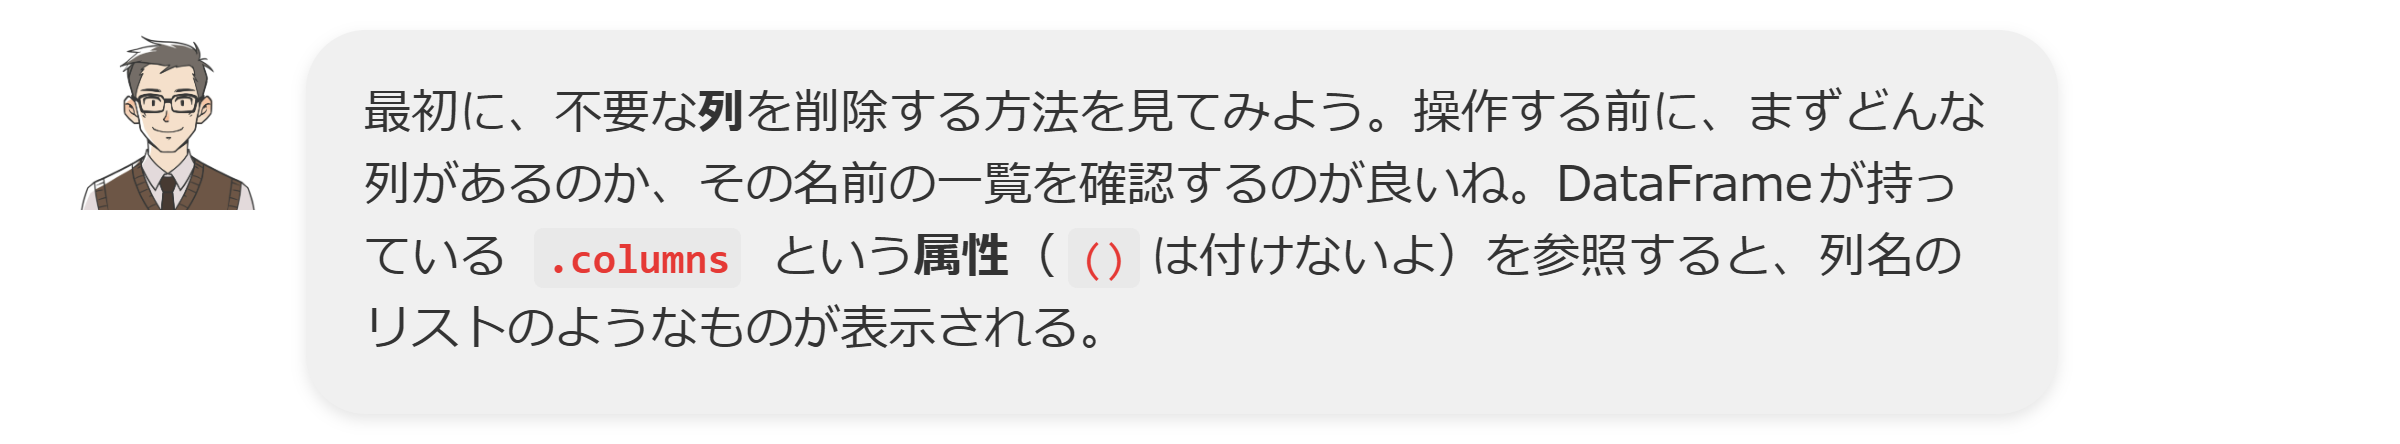 最初に、不要な列を削除する方法を見てみよう。操作する前に、まずどんな
列があるのか、その名前の一覧を確認するのが良いね。DataFrameが持っ
ている .columns という属性（()は付けないよ）を参照すると、列名の
リストのようなものが表示される。